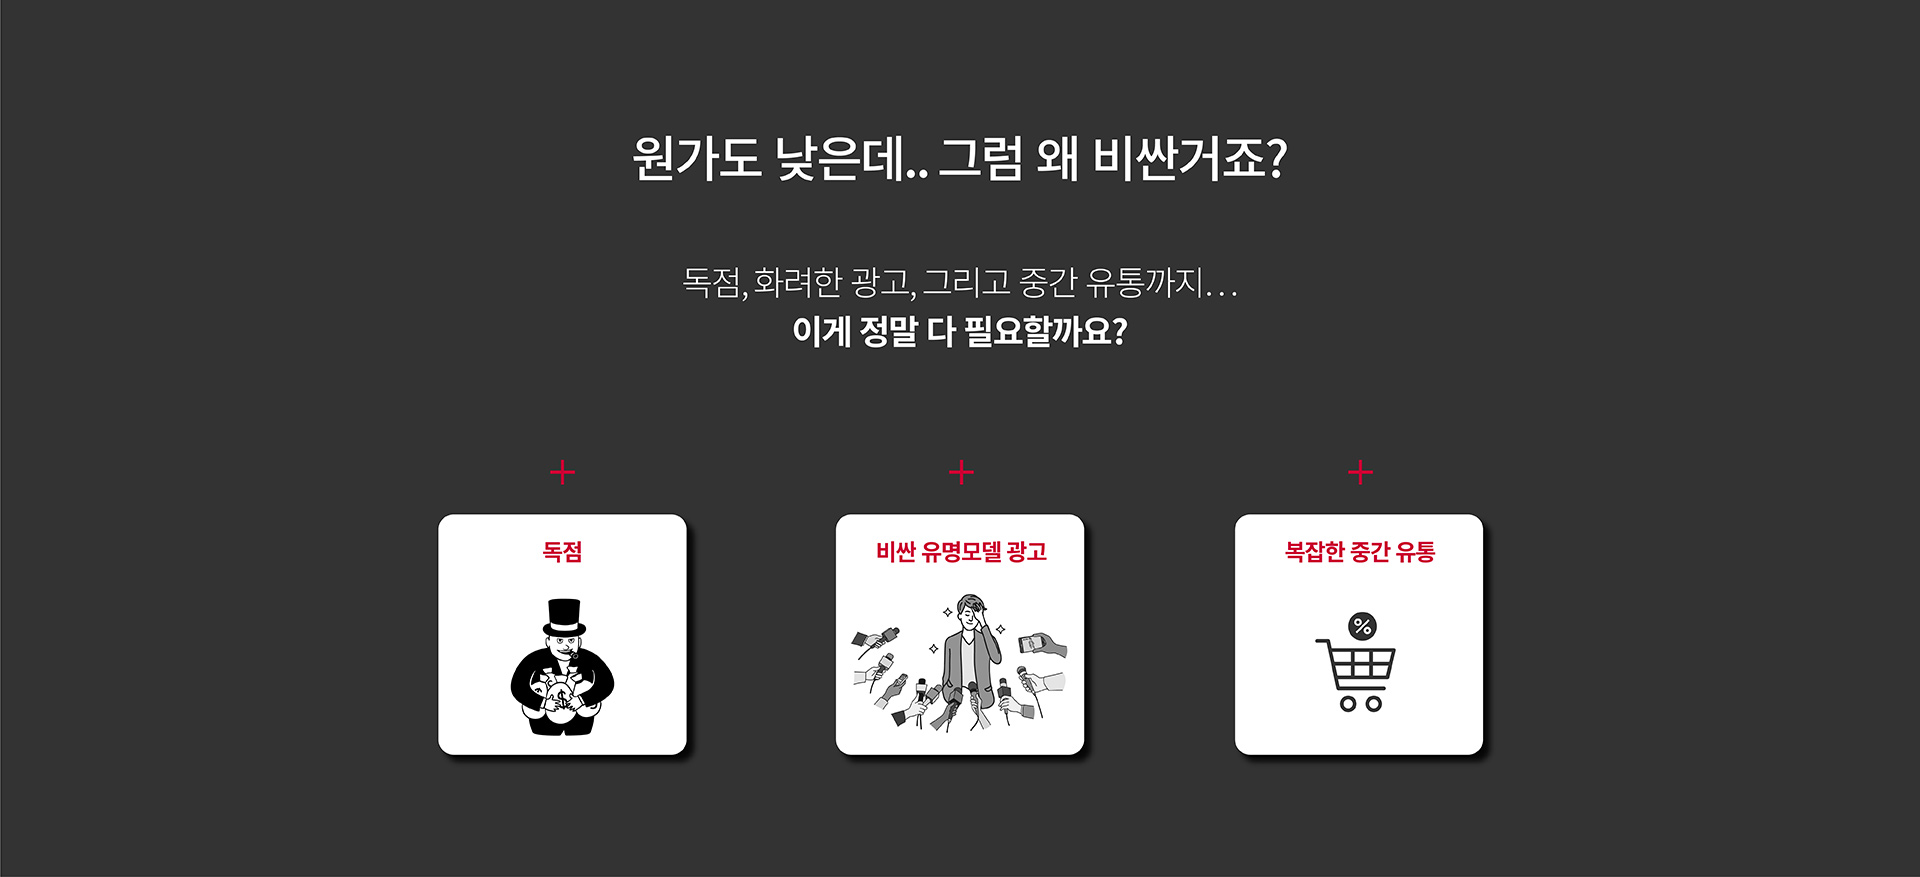 원가도 낮은데.. 그럼 왜 비싼거죠?
독점, 화려한 광고, 그리고 중간 유통까지...
이게 정말 다 필요할까요?
+ + +
독점
비싼 유명모델 광고
복잡한 중간 유통
$
%